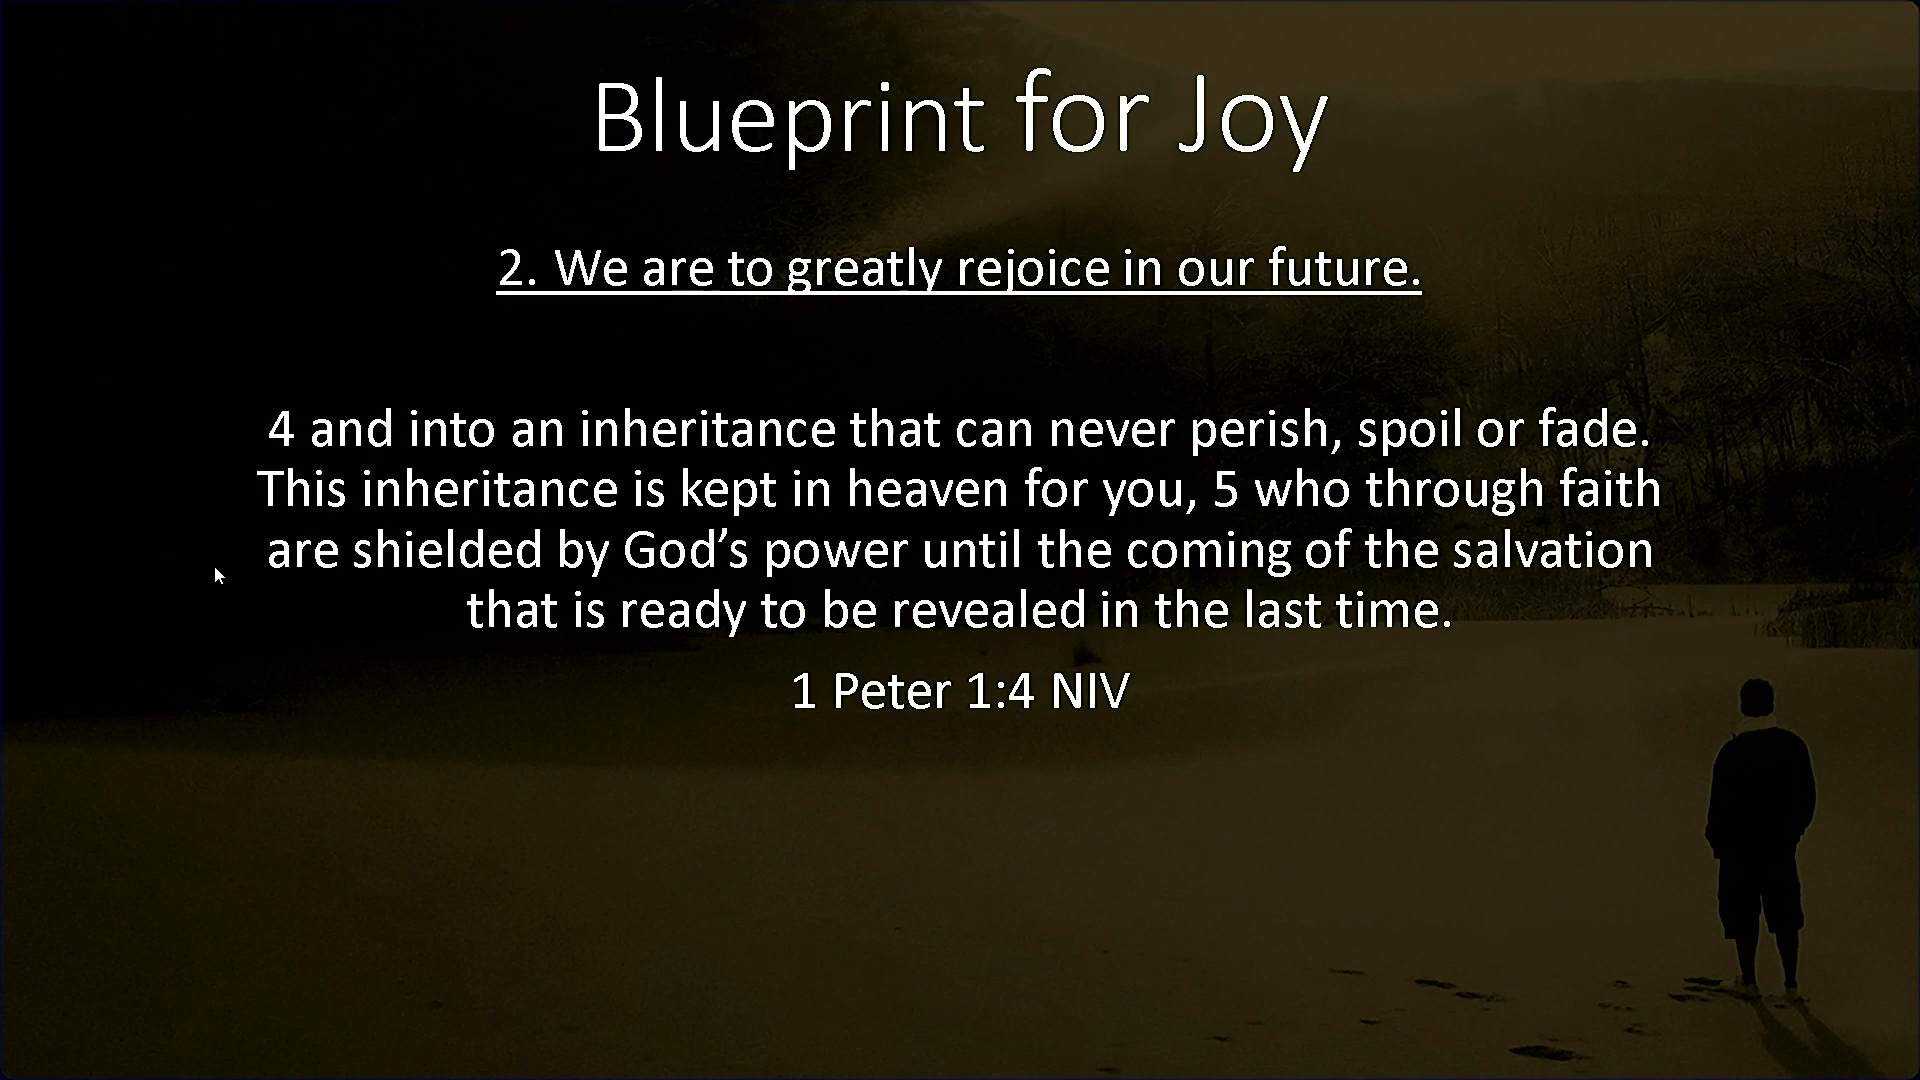 Blueprint for Joy
2. We are to greatly rejoice in our future.
4 and into an inheritance that can never perish, spoil or fade.
This inheritance is kept in heaven for you, 5 who through faith
are shielded by God’s power until the coming of the salvation
that is ready to be revealed in the last time.
1 Peter 1:4 NIV